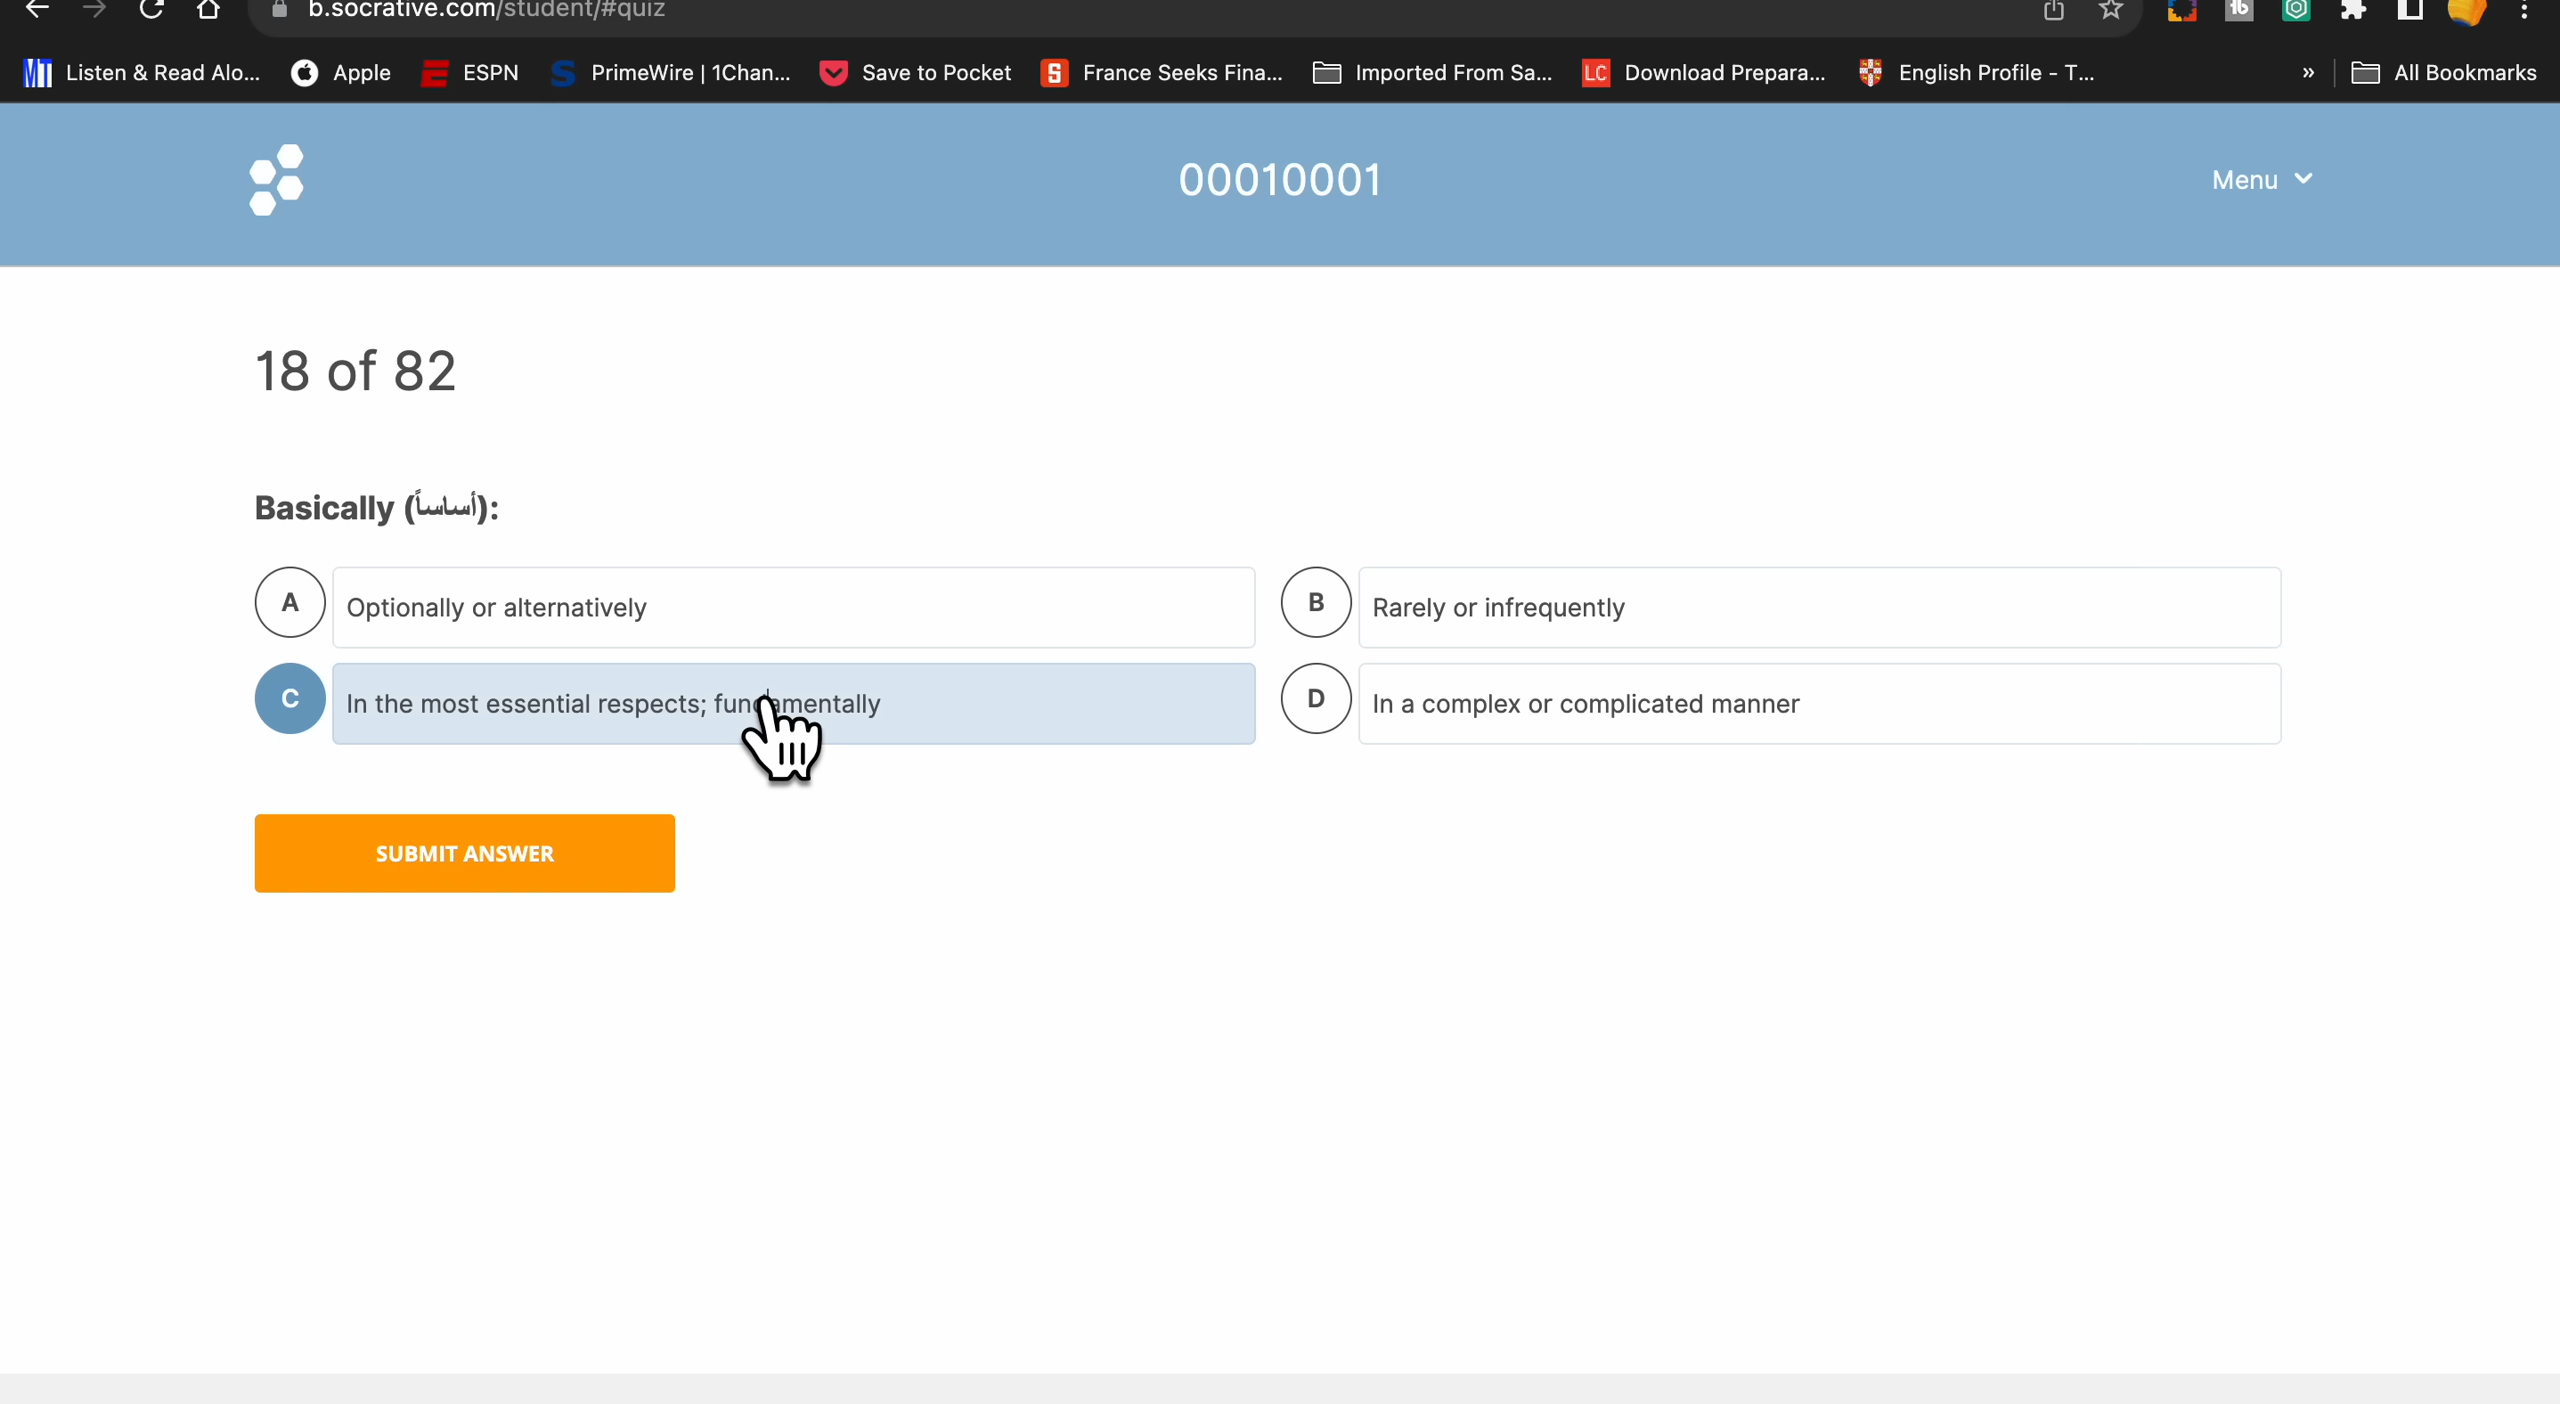 b.socrative.com/student/#quiz
Listen & Read Alo...
Apple
ESPN
PrimeWire | 1Chan...
Save to Pocket
France Seeks Fina...
Imported From Sa...
LC Download Prepara...
English Profile - T...
»
All Bookmarks
00010001
Menu
18 of 82
Basically (أساساً):
A Optionally or alternatively
B Rarely or infrequently
C In the most essential respects; fundamentally
D In a complex or complicated manner
SUBMIT ANSWER